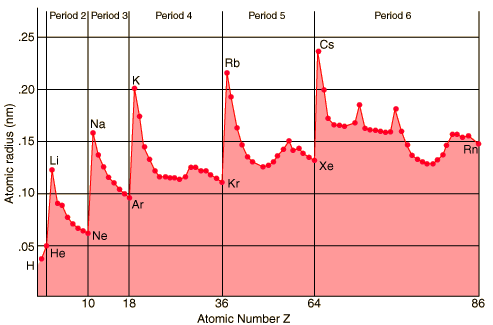 Period 2 Period 3 Period 4 Period 5 Period 6
.25
.20
.15
.10
.05
Atomic radius (nm)
H
He
Li
Ne
Na
Ar
K
Kr
Rb
Xe
Cs
Rn
10 18 36 64 86
Atomic Number Z